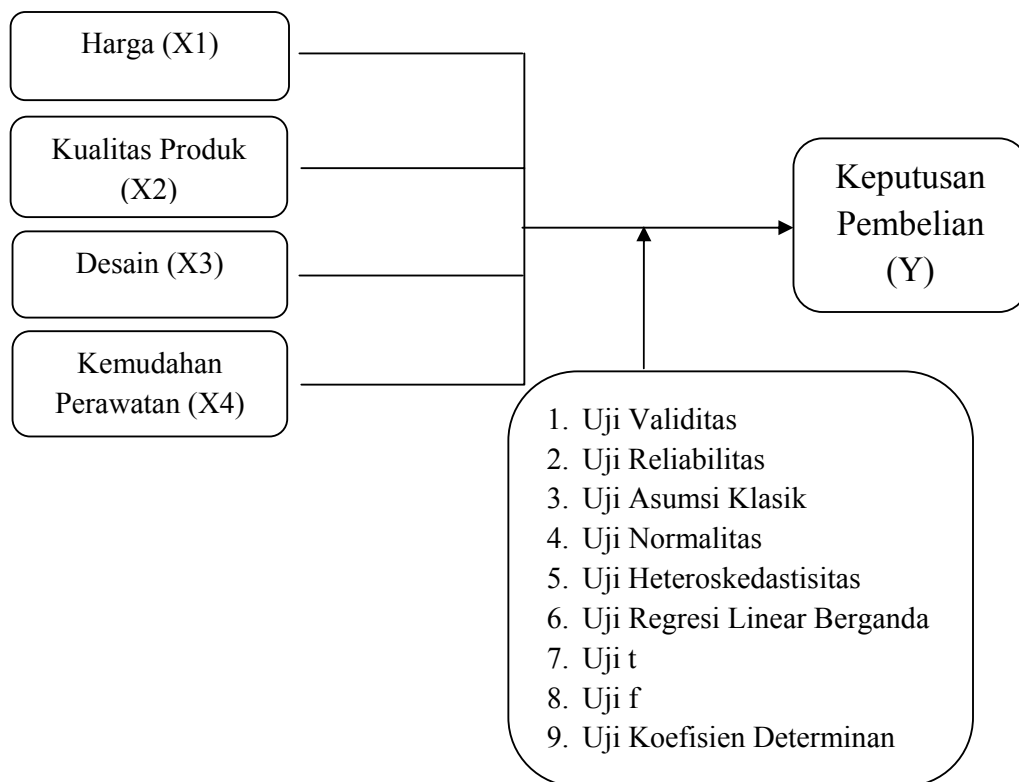 Harga (X1)
Kualitas Produk
(X2)
Desain (X3)
Kemudahan
Perawatan (X4)
Keputusan
Pembelian
(Y)
1. Uji Validitas
2. Uji Reliabilitas
3. Uji Asumsi Klasik
4. Uji Normalitas
5. Uji Heteroskedastisitas
6. Uji Regresi Linear Berganda
7. Uji t
8. Uji f
9. Uji Koefisien Determinan